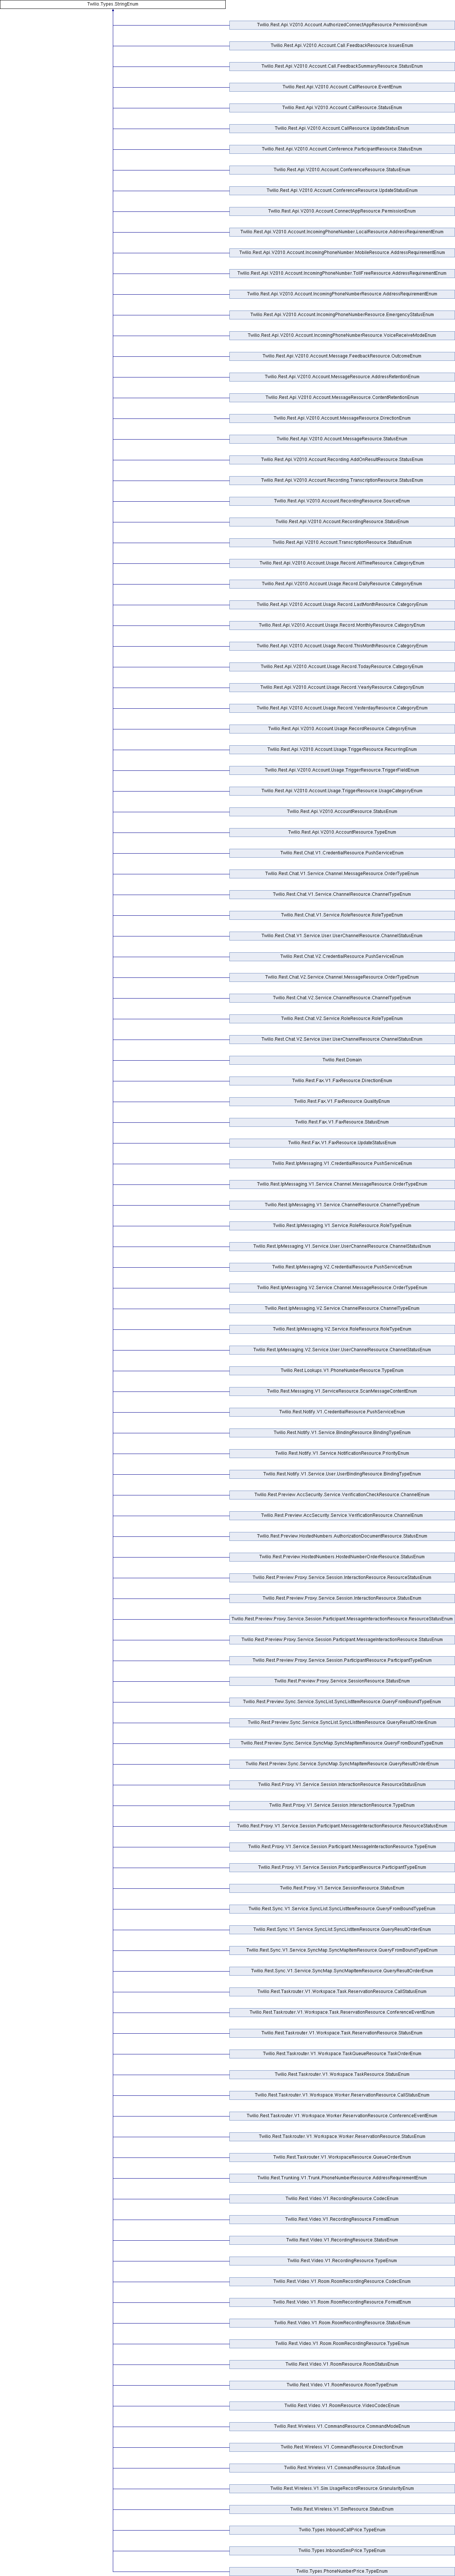 Twilio.Types.StringEnum
Twilio.Rest.Api.V2010.Account.AuthorizedConnectAppResource.PermissionEnum
Twilio.Rest.Api.V2010.Account.Call.FeedbackResource.IssuesEnum
Twilio.Rest.Api.V2010.Account.Call.FeedbackSummaryResource.StatusEnum
Twilio.Rest.Api.V2010.Account.CallResource.EventEnum
Twilio.Rest.Api.V2010.Account.CallResource.StatusEnum
Twilio.Rest.Api.V2010.Account.CallResource.UpdateStatusEnum
Twilio.Rest.Api.V2010.Account.Conference.ParticipantResource.StatusEnum
Twilio.Rest.Api.V2010.Account.ConferenceResource.StatusEnum
Twilio.Rest.Api.V2010.Account.ConferenceResource.UpdateStatusEnum
Twilio.Rest.Api.V2010.Account.ConnectAppResource.PermissionEnum
Twilio.Rest.Api.V2010.Account.IncomingPhoneNumber.LocalResource.AddressRequirementEnum
Twilio.Rest.Api.V2010.Account.IncomingPhoneNumber.MobileResource.AddressRequirementEnum
Twilio.Rest.Api.V2010.Account.IncomingPhoneNumber.TollFreeResource.AddressRequirementEnum
Twilio.Rest.Api.V2010.Account.IncomingPhoneNumberResource.AddressRequirementEnum
Twilio.Rest.Api.V2010.Account.IncomingPhoneNumberResource.EmergencyStatusEnum
Twilio.Rest.Api.V2010.Account.IncomingPhoneNumberResource.VoiceReceiveModeEnum
Twilio.Rest.Api.V2010.Account.Message.FeedbackResource.OutcomeEnum
Twilio.Rest.Api.V2010.Account.MessageResource.AddressRetentionEnum
Twilio.Rest.Api.V2010.Account.MessageResource.ContentRetentionEnum
Twilio.Rest.Api.V2010.Account.MessageResource.DirectionEnum
Twilio.Rest.Api.V2010.Account.MessageResource.StatusEnum
Twilio.Rest.Api.V2010.Account.Recording.AddOnResultResource.StatusEnum
Twilio.Rest.Api.V2010.Account.Recording.TranscriptionResource.StatusEnum
Twilio.Rest.Api.V2010.Account.RecordingResource.SourceEnum
Twilio.Rest.Api.V2010.Account.RecordingResource.StatusEnum
Twilio.Rest.Api.V2010.Account.TranscriptionResource.StatusEnum
Twilio.Rest.Api.V2010.Account.Usage.Record.AllTimeResource.CategoryEnum
Twilio.Rest.Api.V2010.Account.Usage.Record.DailyResource.CategoryEnum
Twilio.Rest.Api.V2010.Account.Usage.Record.LastMonthResource.CategoryEnum
Twilio.Rest.Api.V2010.Account.Usage.Record.MonthlyResource.CategoryEnum
Twilio.Rest.Api.V2010.Account.Usage.Record.ThisMonthResource.CategoryEnum
Twilio.Rest.Api.V2010.Account.Usage.Record.TodayResource.CategoryEnum
Twilio.Rest.Api.V2010.Account.Usage.Record.YearlyResource.CategoryEnum
Twilio.Rest.Api.V2010.Account.Usage.Record.YesterdayResource.CategoryEnum
Twilio.Rest.Api.V2010.Account.Usage.RecordResource.CategoryEnum
Twilio.Rest.Api.V2010.Account.Usage.TriggerResource.RecurringEnum
Twilio.Rest.Api.V2010.Account.Usage.TriggerResource.TriggerFieldEnum
Twilio.Rest.Api.V2010.Account.Usage.TriggerResource.UsageCategoryEnum
Twilio.Rest.Api.V2010.AccountResource.StatusEnum
Twilio.Rest.Api.V2010.AccountResource.TypeEnum
Twilio.Rest.Chat.V1.CredentialResource.PushServiceEnum
Twilio.Rest.Chat.V1.Service.Channel.MessageResource.OrderTypeEnum
Twilio.Rest.Chat.V1.Service.ChannelResource.ChannelTypeEnum
Twilio.Rest.Chat.V1.Service.RoleResource.RoleTypeEnum
Twilio.Rest.Chat.V1.Service.User.UserChannelResource.ChannelStatusEnum
Twilio.Rest.Chat.V2.CredentialResource.PushServiceEnum
Twilio.Rest.Chat.V2.Service.Channel.MessageResource.OrderTypeEnum
Twilio.Rest.Chat.V2.Service.ChannelResource.ChannelTypeEnum
Twilio.Rest.Chat.V2.Service.RoleResource.RoleTypeEnum
Twilio.Rest.Chat.V2.Service.User.UserChannelResource.ChannelStatusEnum
Twilio.Rest.Domain
Twilio.Rest.Fax.V1.FaxResource.DirectionEnum
Twilio.Rest.Fax.V1.FaxResource.QualityEnum
Twilio.Rest.Fax.V1.FaxResource.StatusEnum
Twilio.Rest.Fax.V1.FaxResource.UpdateStatusEnum
Twilio.Rest.IpMessaging.V1.CredentialResource.PushServiceEnum
Twilio.Rest.IpMessaging.V1.Service.Channel.MessageResource.OrderTypeEnum
Twilio.Rest.IpMessaging.V1.Service.ChannelResource.ChannelTypeEnum
Twilio.Rest.IpMessaging.V1.Service.RoleResource.RoleTypeEnum
Twilio.Rest.IpMessaging.V1.Service.User.UserChannelResource.ChannelStatusEnum
Twilio.Rest.IpMessaging.V2.CredentialResource.PushServiceEnum
Twilio.Rest.IpMessaging.V2.Service.Channel.MessageResource.OrderTypeEnum
Twilio.Rest.IpMessaging.V2.Service.ChannelResource.ChannelTypeEnum
Twilio.Rest.IpMessaging.V2.Service.RoleResource.RoleTypeEnum
Twilio.Rest.IpMessaging.V2.Service.User.UserChannelResource.ChannelStatusEnum
Twilio.Rest.Lookups.V1.PhoneNumberResource.TypeEnum
Twilio.Rest.Messaging.V1.ServiceResource.ScanMessageContentEnum
Twilio.Rest.Notify.V1.CredentialResource.PushServiceEnum
Twilio.Rest.Notify.V1.Service.BindingResource.BindingTypeEnum
Twilio.Rest.Notify.V1.Service.NotificationResource.PriorityEnum
Twilio.Rest.Notify.V1.Service.User.UserBindingResource.BindingTypeEnum
Twilio.Rest.Preview.AccSecurity.Service.VerificationCheckResource.ChannelEnum
Twilio.Rest.Preview.AccSecurity.Service.VerificationResource.ChannelEnum
Twilio.Rest.Preview.HostedNumbers.AuthorizationDocumentResource.StatusEnum
Twilio.Rest.Preview.HostedNumbers.HostedNumberOrderResource.StatusEnum
Twilio.Rest.Preview.Proxy.Service.Session.InteractionResource.ResourceStatusEnum
Twilio.Rest.Preview.Proxy.Service.Session.InteractionResource.StatusEnum
Twilio.Rest.Preview.Proxy.Service.Session.Participant.MessageInteractionResource.ResourceStatusEnum
Twilio.Rest.Preview.Proxy.Service.Session.Participant.MessageInteractionResource.StatusEnum
Twilio.Rest.Preview.Proxy.Service.Session.ParticipantResource.ParticipantTypeEnum
Twilio.Rest.Preview.Proxy.Service.SessionResource.StatusEnum
Twilio.Rest.Preview.Sync.Service.SyncList.SyncListItemResource.QueryFromBoundTypeEnum
Twilio.Rest.Preview.Sync.Service.SyncList.SyncListItemResource.QueryResultOrderEnum
Twilio.Rest.Preview.Sync.Service.SyncMap.SyncMapItemResource.QueryFromBoundTypeEnum
Twilio.Rest.Preview.Sync.Service.SyncMap.SyncMapItemResource.QueryResultOrderEnum
Twilio.Rest.Proxy.V1.Service.Session.InteractionResource.ResourceStatusEnum
Twilio.Rest.Proxy.V1.Service.Session.InteractionResource.TypeEnum
Twilio.Rest.Proxy.V1.Service.Session.Participant.MessageInteractionResource.ResourceStatusEnum
Twilio.Rest.Proxy.V1.Service.Session.Participant.MessageInteractionResource.TypeEnum
Twilio.Rest.Proxy.V1.Service.Session.ParticipantResource.ParticipantTypeEnum
Twilio.Rest.Proxy.V1.Service.SessionResource.StatusEnum
Twilio.Rest.Sync.V1.Service.SyncList.SyncListItemResource.QueryFromBoundTypeEnum
Twilio.Rest.Sync.V1.Service.SyncList.SyncListItemResource.QueryResultOrderEnum
Twilio.Rest.Sync.V1.Service.SyncMap.SyncMapItemResource.QueryFromBoundTypeEnum
Twilio.Rest.Sync.V1.Service.SyncMap.SyncMapItemResource.QueryResultOrderEnum
Twilio.Rest.Taskrouter.V1.Workspace.Task.ReservationResource.CallStatusEnum
Twilio.Rest.Taskrouter.V1.Workspace.Task.ReservationResource.ConferenceEventEnum
Twilio.Rest.Taskrouter.V1.Workspace.Task.ReservationResource.StatusEnum
Twilio.Rest.Taskrouter.V1.Workspace.TaskQueueResource.TaskOrderEnum
Twilio.Rest.Taskrouter.V1.Workspace.TaskResource.StatusEnum
Twilio.Rest.Taskrouter.V1.Workspace.Worker.ReservationResource.CallStatusEnum
Twilio.Rest.Taskrouter.V1.Workspace.Worker.ReservationResource.ConferenceEventEnum
Twilio.Rest.Taskrouter.V1.Workspace.Worker.ReservationResource.StatusEnum
Twilio.Rest.Taskrouter.V1.WorkspaceResource.QueueOrderEnum
Twilio.Rest.Trunking.V1.Trunk.PhoneNumberResource.AddressRequirementEnum
Twilio.Rest.Video.V1.RecordingResource.CodecEnum
Twilio.Rest.Video.V1.RecordingResource.FormatEnum
Twilio.Rest.Video.V1.RecordingResource.StatusEnum
Twilio.Rest.Video.V1.RecordingResource.TypeEnum
Twilio.Rest.Video.V1.Room.RoomRecordingResource.CodecEnum
Twilio.Rest.Video.V1.Room.RoomRecordingResource.FormatEnum
Twilio.Rest.Video.V1.Room.RoomRecordingResource.StatusEnum
Twilio.Rest.Video.V1.Room.RoomRecordingResource.TypeEnum
Twilio.Rest.Video.V1.RoomResource.RoomStatusEnum
Twilio.Rest.Video.V1.RoomResource.RoomTypeEnum
Twilio.Rest.Video.V1.RoomResource.VideoCodecEnum
Twilio.Rest.Wireless.V1.CommandResource.CommandModeEnum
Twilio.Rest.Wireless.V1.CommandResource.DirectionEnum
Twilio.Rest.Wireless.V1.CommandResource.StatusEnum
Twilio.Rest.Wireless.V1.Sim.UsageRecordResource.GranularityEnum
Twilio.Rest.Wireless.V1.SimResource.StatusEnum
Twilio.Types.InboundCallPrice.TypeEnum
Twilio.Types.InboundSmsPrice.TypeEnum
Twilio.Types.PhoneNumberPrice.TypeEnum